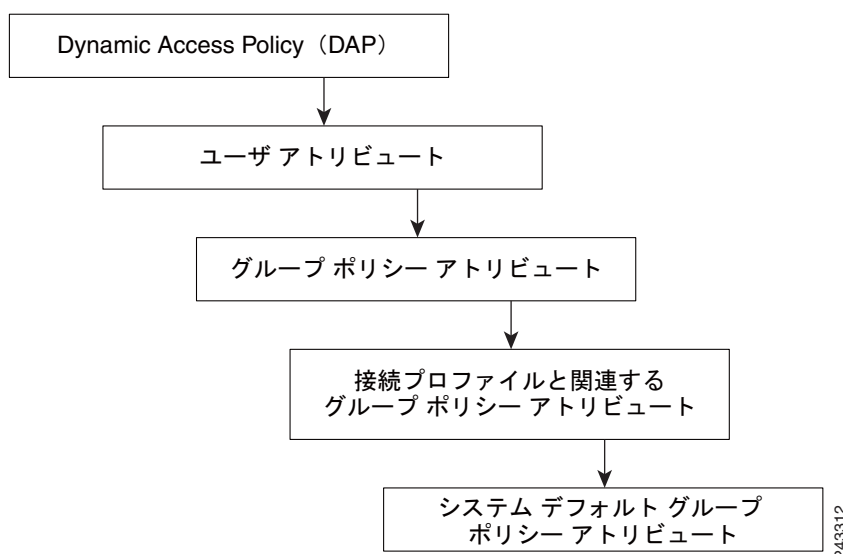 Dynamic Access Policy（DAP）
ユーザ アトリビュート
グループ ポリシー アトリビュート
接続プロファイルと関連する
グループ ポリシー アトリビュート
システム デフォルト グループ
ポリシー アトリビュート
243312